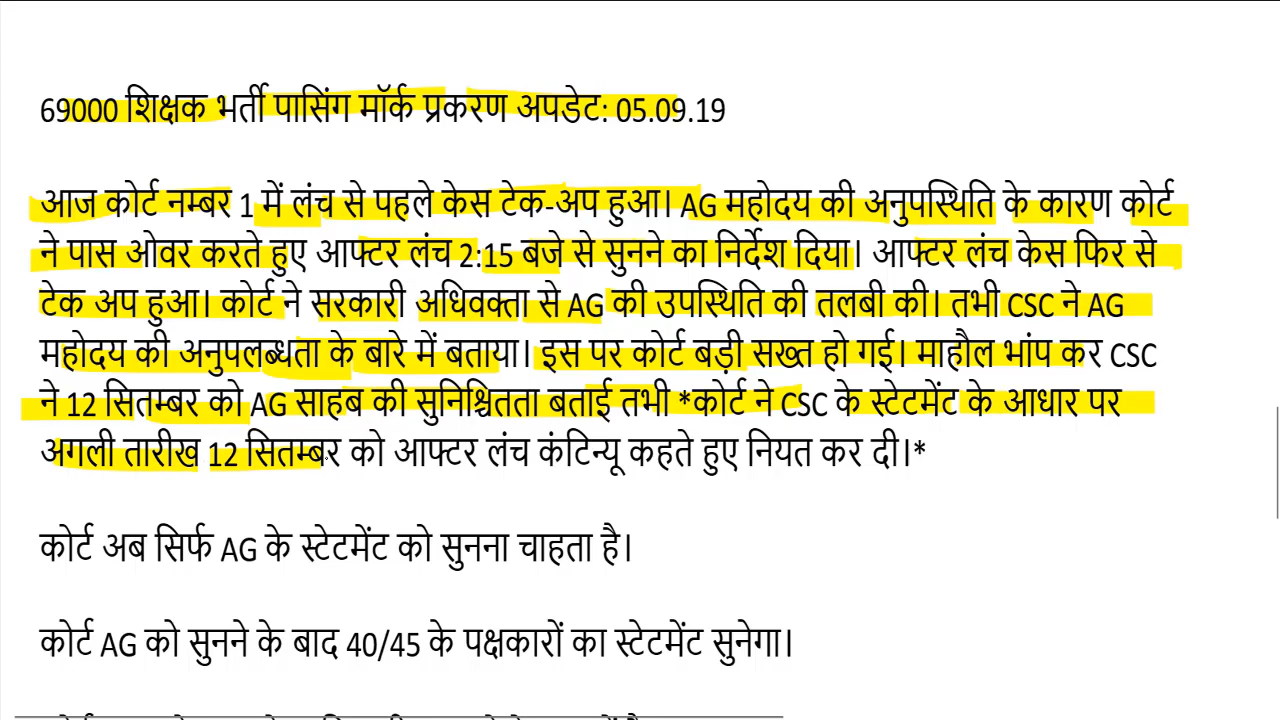 69000 शिक्षक भर्ती पासिंग मॉर्क प्रकरण अपडेट: 05.09.19
आज कोर्ट नम्बर 1 में लंच से पहले केस टेक-अप हुआ। AG महोदय की अनुपस्थिति के कारण कोर्ट
ने पास ओवर करते हुए आफ्टर लंच 2:15 बजे से सुनने का निर्देश दिया। आफ्टर लंच केस फिर से
टेक अप हुआ। कोर्ट ने सरकारी अधिवक्ता से AG की उपस्थिति की तलबी की। तभी CSC ने AG
महोदय की अनुपलब्धता के बारे में बताया। इस पर कोर्ट बड़ी सख्त हो गई। माहौल भांप कर CSC
ने 12 सितम्बर को AG साहब की सुनिश्चितता बताई तभी *कोर्ट ने CSC के स्टेटमेंट के आधार पर
अगली तारीख 12 सितम्बर को आफ्टर लंच कंटिन्यू कहते हुए नियत कर दी।*
कोर्ट अब सिर्फ AG के स्टेटमेंट को सुनना चाहता है।
कोर्ट AG को सुनने के बाद 40/45 के पक्षकारों का स्टेटमेंट सुनेगा।